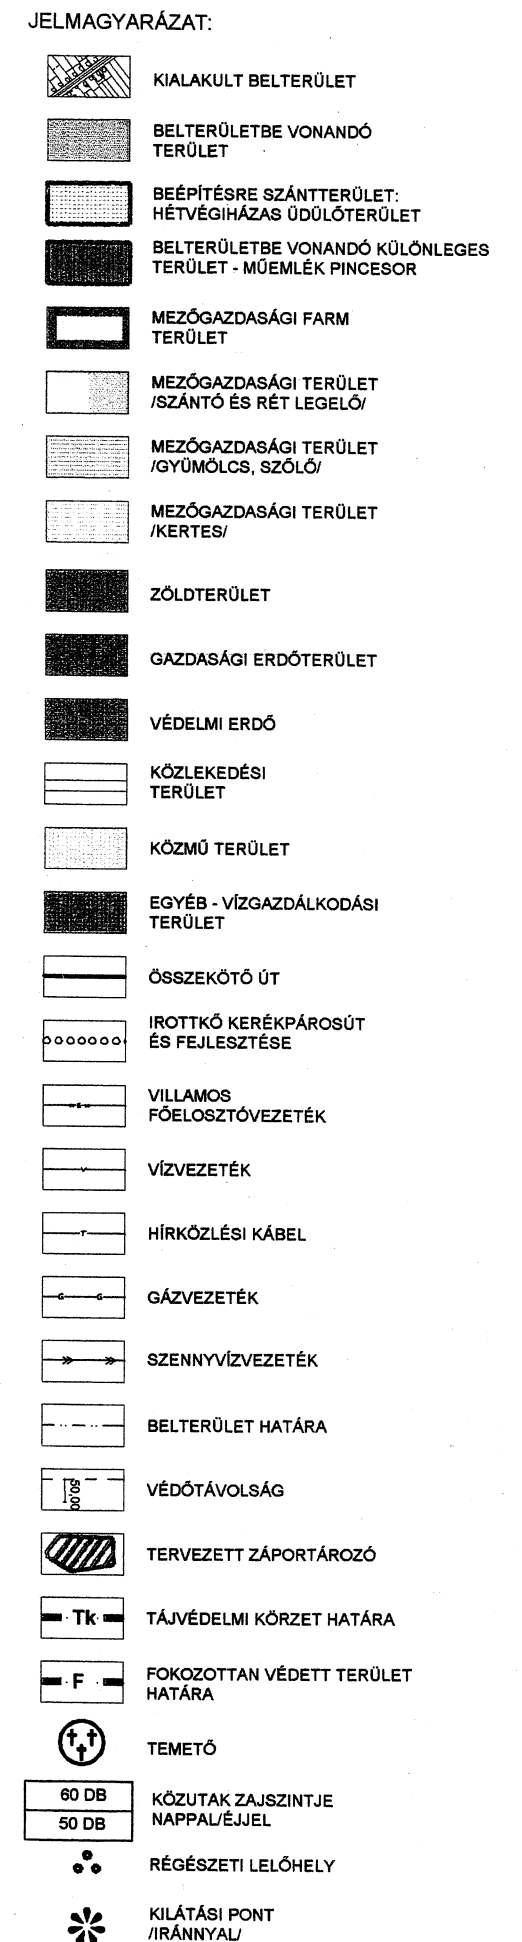 JELMAGYARÁZAT:
KIALAKULT BELTERÜLET
BELTERÜLETBE VONANDÓ
TERÜLET
BEÉPÍTÉSRE SZÁNTTERÜLET:
HÉTVÉGIHÁZAS ÜDÜLŐTERÜLET
BELTERÜLETBE VONANDÓ KÜLÖNLEGES
TERÜLET - MŰEMLÉK PINCESOR
MEZŐGAZDASÁGI FARM
TERÜLET
MEZŐGAZDASÁGI TERÜLET
/SZÁNTÓ ÉS RÉT LEGELŐ/
MEZŐGAZDASÁGI TERÜLET
/GYÜMÖLCS, SZŐLŐ/
MEZŐGAZDASÁGI TERÜLET
/KERTES/
ZÖLDTERÜLET
GAZDASÁGI ERDŐTERÜLET
VÉDELMI ERDŐ
KÖZLEKEDÉSI
TERÜLET
KÖZMŰ TERÜLET
EGYÉB - VÍZGAZDÁLKODÁSI
TERÜLET
ÖSSZEKÖTŐ ÚT
IROTTKŐ KERÉKPÁROSÚT
ÉS FEJLESZTÉSE
VILLAMOS
FŐELOSZTÓVEZETÉK
V
VÍZVEZETÉK
T
HÍRKÖZLÉSI KÁBEL
G G
GÁZVEZETÉK
SZENNYVÍZVEZETÉK
BELTERÜLET HATÁRA
50,00
VÉDŐTÁVOLSÁG
TERVEZETT ZÁPORTÁROZÓ
Tk
TÁJVÉDELMI KÖRZET HATÁRA
F
FOKOZOTTAN VÉDETT TERÜLET
HATÁRA
TEMETŐ
60 DB
50 DB
KÖZUTAK ZAJSZINTJE
NAPPAL/ÉJJEL
RÉGÉSZETI LELŐHELY
KILÁTÁSI PONT
/IRÁNNYAL/